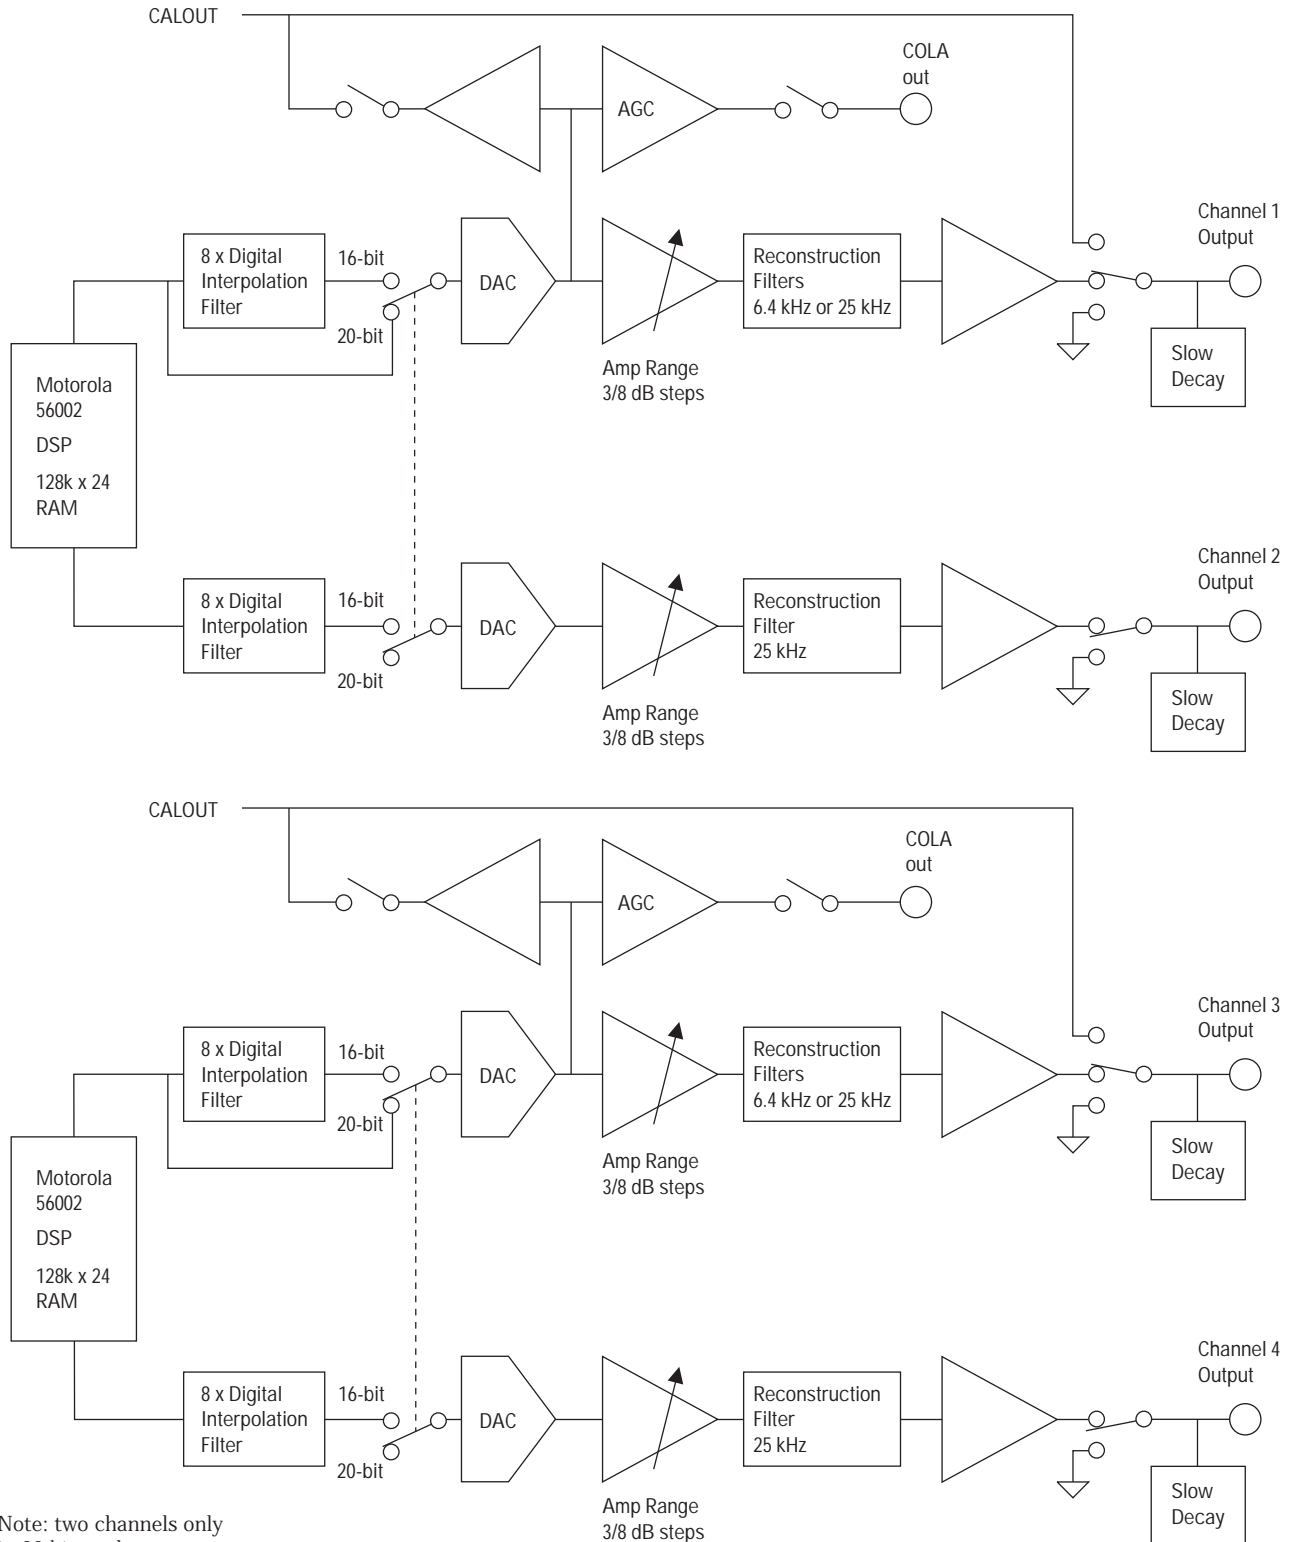 CALOUT
COLA
out
AGC
Channel 1
Output
8 x Digital
Interpolation
Filter
16-bit
20-bit
DAC
Reconstruction
Filters
6.4 kHz or 25 kHz
Amp Range
3/8 dB steps
Slow
Decay
Motorola
56002
DSP
128k x 24
RAM
Channel 2
Output
8 x Digital
Interpolation
Filter
16-bit
20-bit
DAC
Reconstruction
Filter
25 kHz
Amp Range
3/8 dB steps
Slow
Decay
CALOUT
COLA
out
AGC
Channel 3
Output
8 x Digital
Interpolation
Filter
16-bit
20-bit
DAC
Reconstruction
Filters
6.4 kHz or 25 kHz
Amp Range
3/8 dB steps
Slow
Decay
Motorola
56002
DSP
128k x 24
RAM
Channel 4
Output
8 x Digital
Interpolation
Filter
16-bit
20-bit
DAC
Reconstruction
Filter
25 kHz
Amp Range
3/8 dB steps
Slow
Decay
Note: two channels only